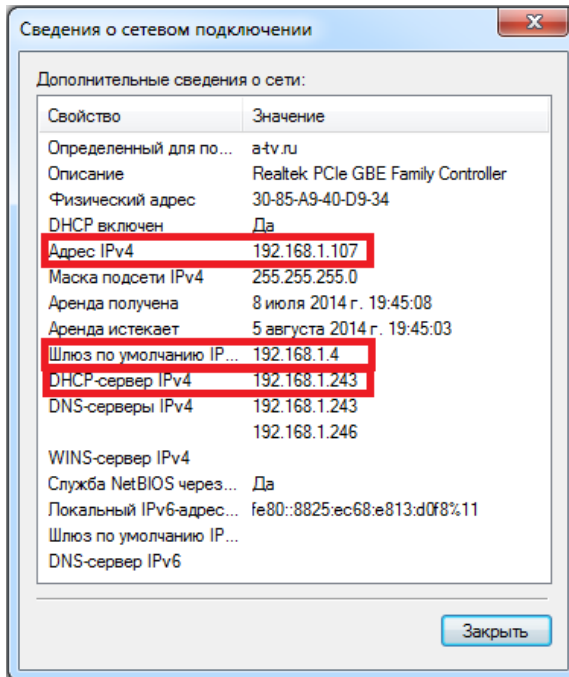 Сведения о сетевом подключении
Дополнительные сведения о сети:
Свойство Значение
Определенный для по... a-tv.ru
Описание Realtek PCIe GBE Family Controller
Физический адрес 30-85-A9-40-D9-34
DHCP включен Да
Адрес IPv4 192.168.1.107
Маска подсети IPv4 255.255.255.0
Аренда получена 8 июля 2014 г. 19:45:08
Аренда истекает 5 августа 2014 г. 19:45:03
Шлюз по умолчанию IP... 192.168.1.4
DHCP-сервер IPv4 192.168.1.243
DNS-серверы IPv4 192.168.1.243
192.168.1.246
WINS-сервер IPv4
Служба NetBIOS через... Да
Локальный IPv6-адрес... fe80::8825:ec68:e813:d0f8%11
Шлюз по умолчанию IP...
DNS-сервер IPv6
Закрыть